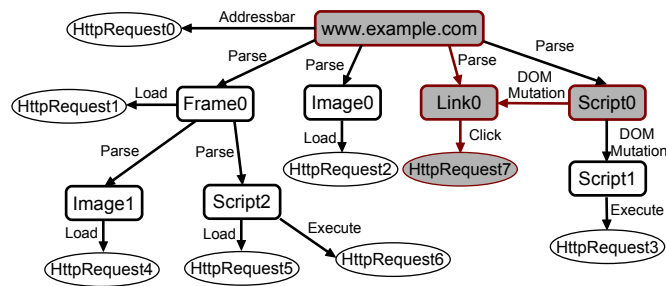 Addressbar
www.example.com
HttpRequest0
Parse
Parse
Parse
Parse
HttpRequest1
Load
Frame0
Image0
Link0
DOM
Mutation
Script0
Parse
Parse
Load
Click
DOM
Mutation
HttpRequest2
HttpRequest7
Image1
Script2
Script1
Load
Load
Execute
Execute
HttpRequest4
HttpRequest5
HttpRequest6
HttpRequest3